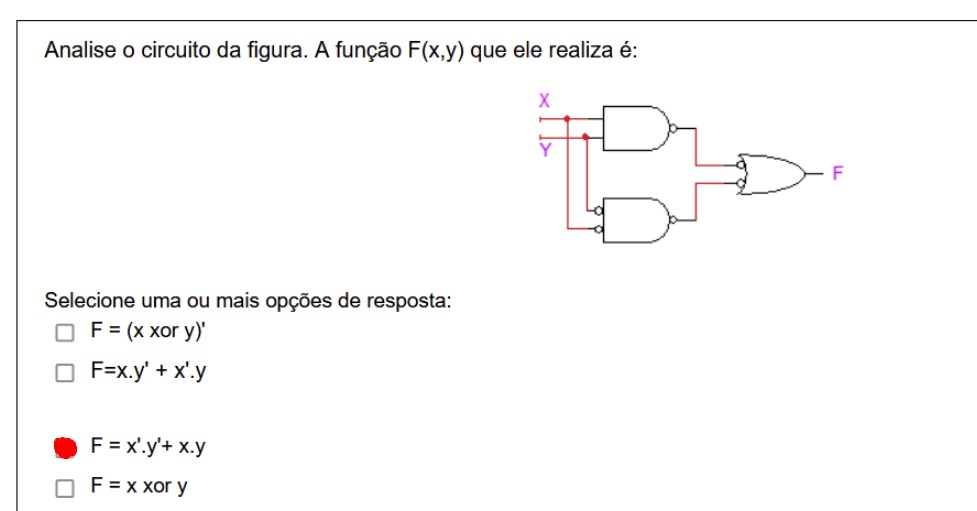 Analise o circuito da figura. A função F(x,y) que ele realiza é:
X
Y
F
Selecione uma ou mais opções de resposta:
F = (x xor y)'
F=x.y' + x'.y
F = x'.y'+ x.y
F = x xor y